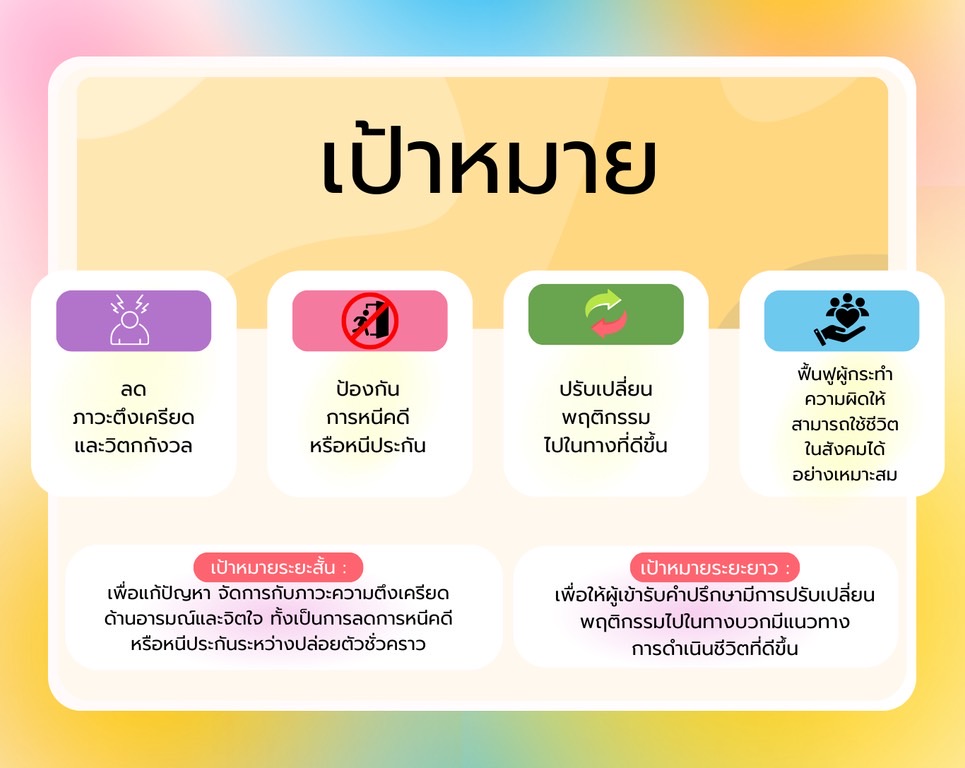 เป้าหมาย
ลด
ภาวะตึงเครียด
และวิตกกังวล
ป้องกัน
การหนีคดี
หรือหนีประกัน
ปรับเปลี่ยน
พฤติกรรม
ไปในทางที่ดีขึ้น
ฟื้นฟูผู้กระทำ
ความผิดให้
สามารถใช้ชีวิต
ในสังคมได้
อย่างเหมาะสม
เป้าหมายระยะสั้น :
เพื่อแก้ปัญหา จัดการกับภาวะความตึงเครียด
ด้านอารมณ์และจิตใจ ทั้งเป็นการลดการหนีคดี
หรือหนีประกันระหว่างปล่อยตัวชั่วคราว
เป้าหมายระยะยาว :
เพื่อให้ผู้เข้ารับคำปรึกษามีการปรับเปลี่ยน
พฤติกรรมไปในทางบวกมีแนวทาง
การดำเนินชีวิตที่ดีขึ้น